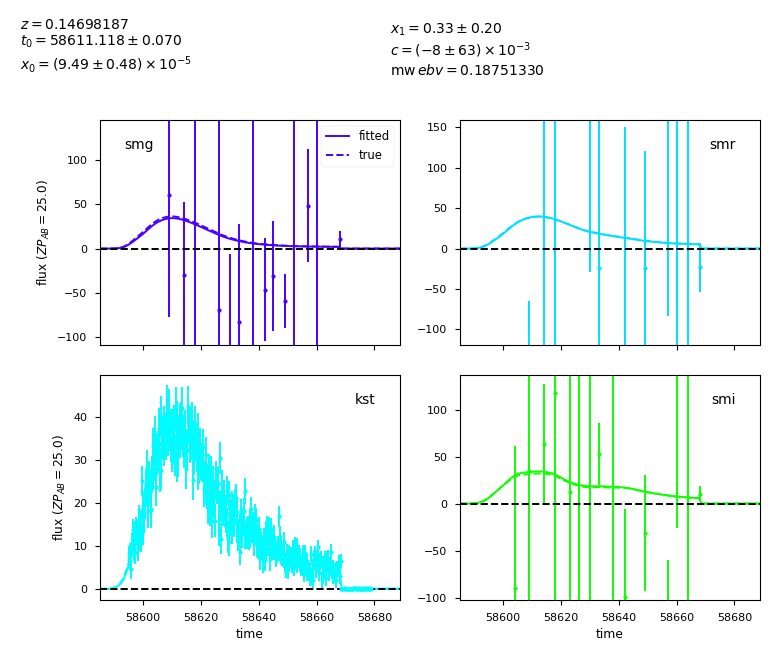 z = 0.14698187
t₀ = 58611.118 ± 0.070
x₀ = (9.49 ± 0.48) × 10⁻⁵
x₁ = 0.33 ± 0.20
c = (−8 ± 63) × 10⁻³
mw ebv = 0.18751330
smg
fitted
true
100
50
0
−50
−100
flux (ZP_AB = 25.0)
smr
150
100
50
0
−50
−100
kst
40
30
20
10
0
flux (ZP_AB = 25.0)
58600 58620 58640 58660 58680
time
smi
100
50
0
−50
−100
58600 58620 58640 58660 58680
time